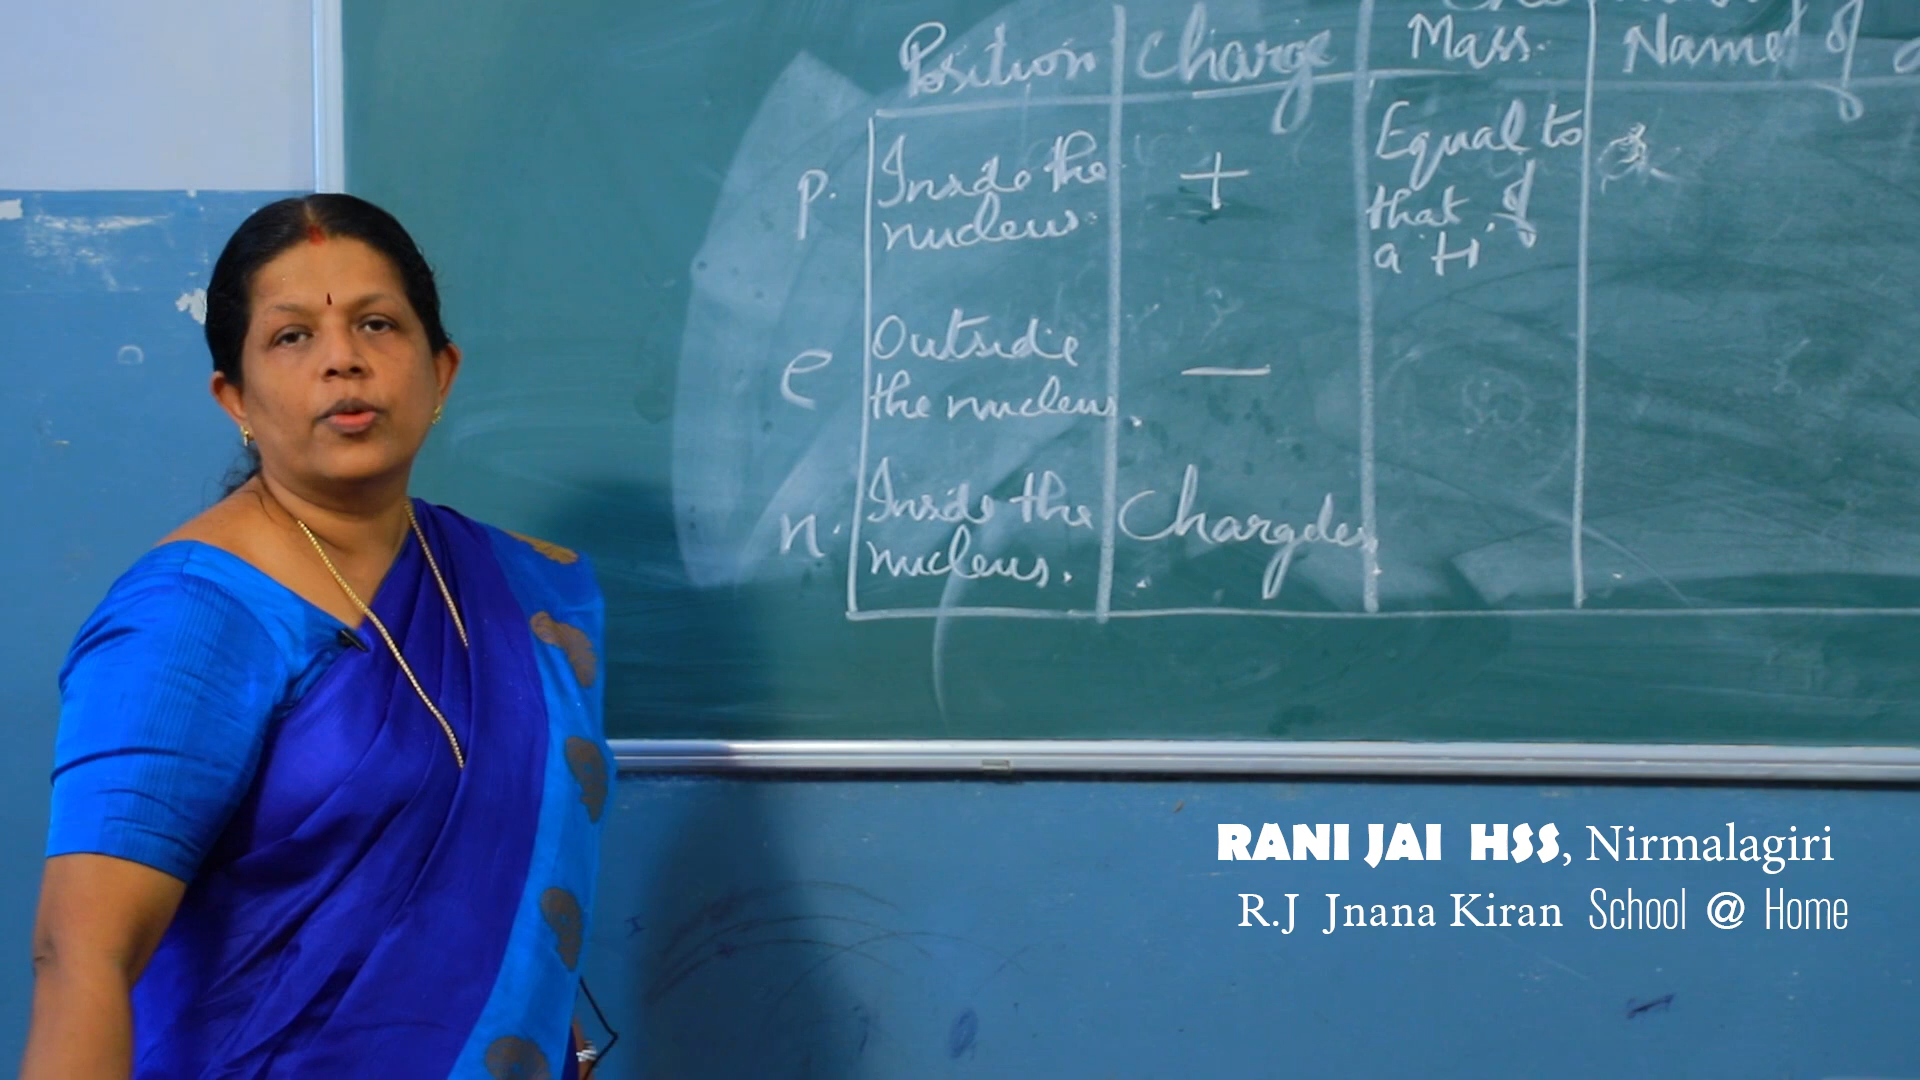 Position Charge Mass. Name of
p. Inside the nucleus. + Equal to that of a 'H'
e Outside the nucleus. −
n. Inside the nucleus. Chargeles
RANI JAI HSS, Nirmalagiri
R.J Jnana Kiran School @ Home